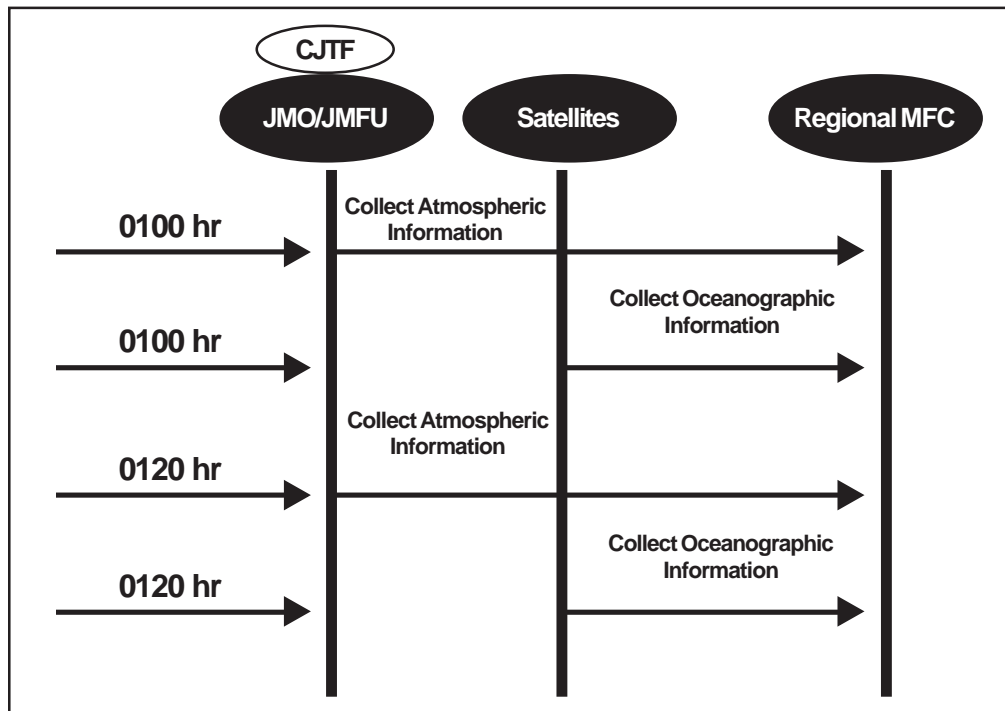 CJTF
JMO/JMFU
Satellites
Regional MFC
0100 hr
Collect Atmospheric
Information
0100 hr
Collect Oceanographic
Information
0120 hr
Collect Atmospheric
Information
0120 hr
Collect Oceanographic
Information